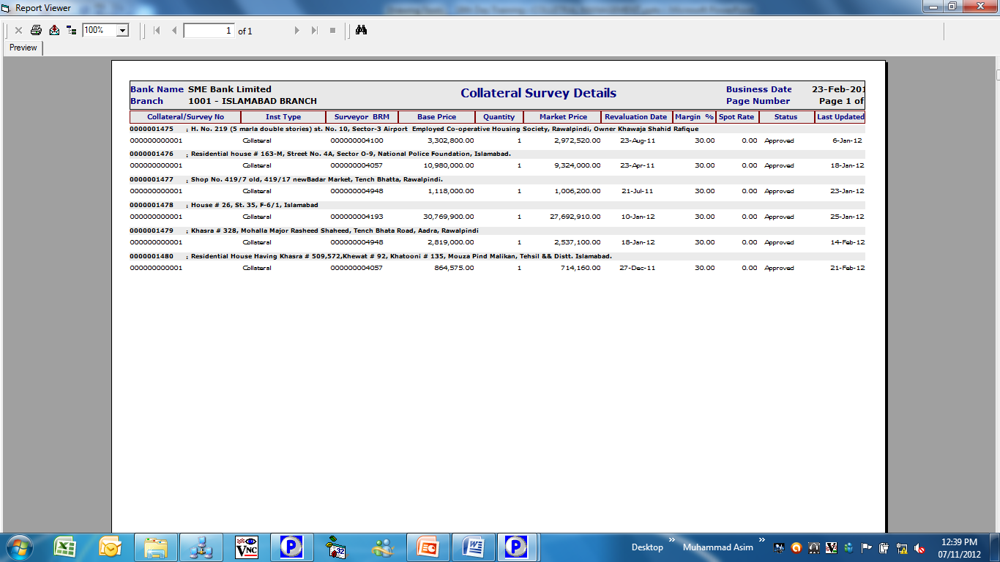 Report Viewer
100% 1 of 1
Preview
Bank Name SME Bank Limited Collateral Survey Details Business Date 23-Feb-201
Branch 1001 - ISLAMABAD BRANCH Page Number Page 1 of
Collateral/Survey No Inst Type Surveyor BRM Base Price Quantity Market Price Revaluation Date Margin % Spot Rate Status Last Updated
0000001475 ; H. No. 219 (5 marla double stories) st. No. 10, Sector-3 Airport Employed Co-operative Housing Society, Rawalpindi, Owner Khawaja Shahid Rafique
000000000001 Collateral 000000004100 3,302,800.00 1 2,972,520.00 23-Aug-11 30.00 0.00 Approved 6-Jan-12
0000001476 ; Residential house # 163-M, Street No. 4A, Sector O-9, National Police Foundation, Islamabad.
000000000001 Collateral 000000004057 10,980,000.00 1 9,324,000.00 23-Apr-11 30.00 0.00 Approved 18-Jan-12
0000001477 ; Shop No. 419/7 old, 419/17 newBadar Market, Tench Bhatta, Rawalpindi.
000000000001 Collateral 000000004948 1,118,000.00 1 1,006,200.00 21-Jul-11 30.00 0.00 Approved 23-Jan-12
0000001478 ; House # 26, St. 35, F-6/1, Islamabad
000000000001 Collateral 000000004193 30,769,900.00 1 27,692,910.00 10-Jan-12 30.00 0.00 Approved 25-Jan-12
0000001479 ; Khasra # 328, Mohalla Major Rasheed Shaheed, Tench Bhata Road, Aadra, Rawalpindi
000000000001 Collateral 000000004948 2,819,000.00 1 2,537,100.00 18-Jan-12 30.00 0.00 Approved 14-Feb-12
0000001480 ; Residential House Having Khasra # 509,572,Khewat # 92, Khatooni # 135, Mouza Pind Malikan, Tehsil && Distt. Islamabad.
000000000001 Collateral 000000004057 864,575.00 1 714,160.00 27-Dec-11 30.00 0.00 Approved 21-Feb-12
VNC 32 Desktop » Muhammad Asim » 12:39 PM
07/11/2012